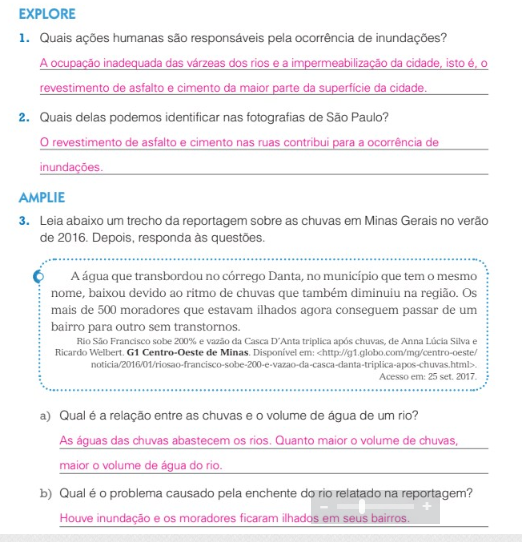 EXPLORE
1. Quais ações humanas são responsáveis pela ocorrência de inundações?
A ocupação inadequada das várzeas dos rios e a impermeabilização da cidade, isto é, o
revestimento de asfalto e cimento da maior parte da superfície da cidade.
2. Quais delas podemos identificar nas fotografias de São Paulo?
O revestimento de asfalto e cimento nas ruas contribui para a ocorrência de
inundações.
AMPLIE
3. Leia abaixo um trecho da reportagem sobre as chuvas em Minas Gerais no verão
de 2016. Depois, responda às questões.
A água que transbordou no córrego Danta, no município que tem o mesmo
nome, baixou devido ao ritmo de chuvas que também diminuiu na região. Os
mais de 500 moradores que estavam ilhados agora conseguem passar de um
bairro para outro sem transtornos.
Rio São Francisco sobe 200% e vazão da Casca D'Anta triplica após chuvas, de Anna Lúcia Silva e
Ricardo Welbert. G1 Centro-Oeste de Minas. Disponível em: <http://g1.globo.com/mg/centro-oeste/
noticia/2016/01/riosao-francisco-sobe-200-e-vazao-da-casca-danta-triplica-apos-chuvas.html>.
Acesso em: 25 set. 2017.
a) Qual é a relação entre as chuvas e o volume de água de um rio?
As águas das chuvas abastecem os rios. Quanto maior o volume de chuvas,
maior o volume de água do rio.
b) Qual é o problema causado pela enchente do rio relatado na reportagem?
Houve inundação e os moradores ficaram ilhados em seus bairros.